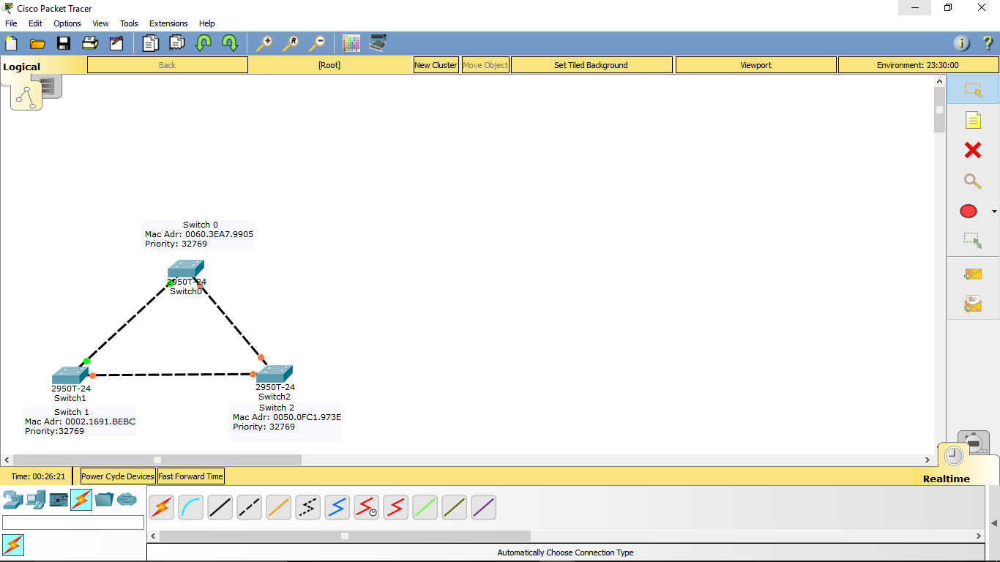 Cisco Packet Tracer
File Edit Options View Tools Extensions Help
R
i ?
Logical Back [Root] New Cluster Move Object Set Tiled Background Viewport Environment: 23:30:00
Switch 0
Mac Adr: 0060.3EA7.9905
Priority: 32769
2950T-24
Switch0
2950T-24
Switch1
2950T-24
Switch2
Switch 1
Mac Adr: 0002.1691.BEBC
Priority:32769
Switch 2
Mac Adr: 0050.0FC1.973E
Priority: 32769
Time: 00:26:21 Power Cycle Devices Fast Forward Time
Realtime
Automatically Choose Connection Type